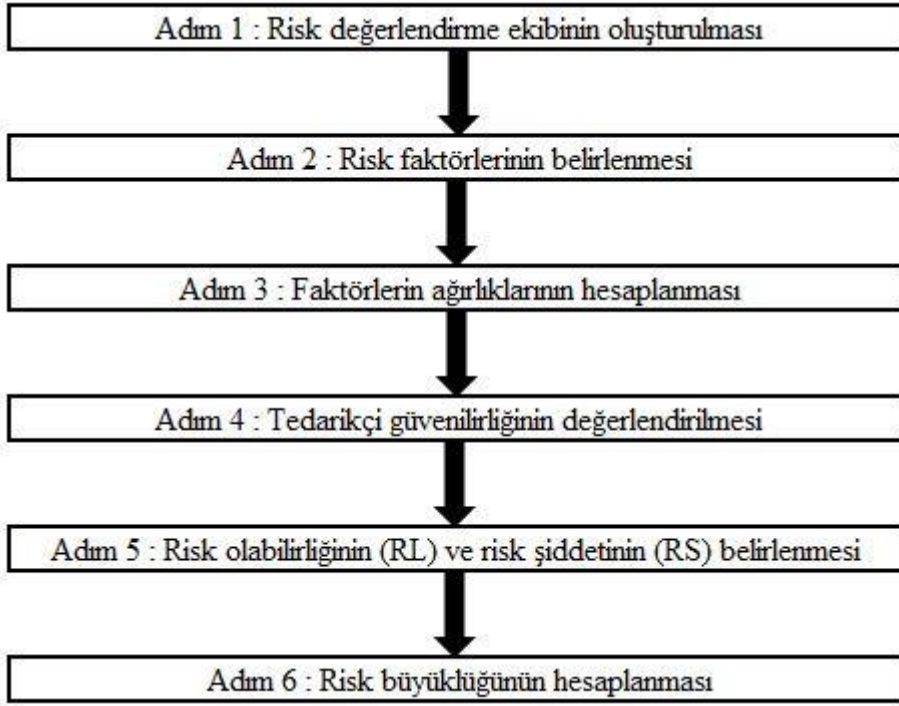 Adım 1 : Risk değerlendirme ekibinin oluşturulması
Adım 2 : Risk faktörlerinin belirlenmesi
Adım 3 : Faktörlerin ağırlıklarının hesaplanması
Adım 4 : Tedarikçi güvenilirliğinin değerlendirilmesi
Adım 5 : Risk olabilirliğinin (RL) ve risk şiddetinin (RS) belirlenmesi
Adım 6 : Risk büyüklüğünün hesaplanması